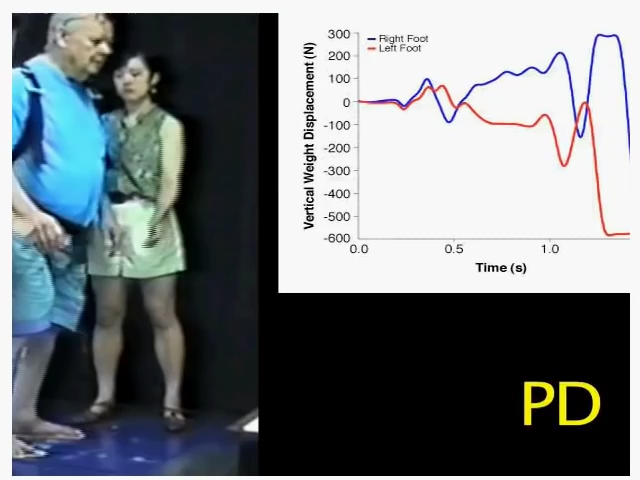 300
200
100
0
-100
-200
-300
-400
-500
-600
Vertical Weight Displacement (N)
Right Foot
Left Foot
0.0 0.5 1.0
Time (s)
PD